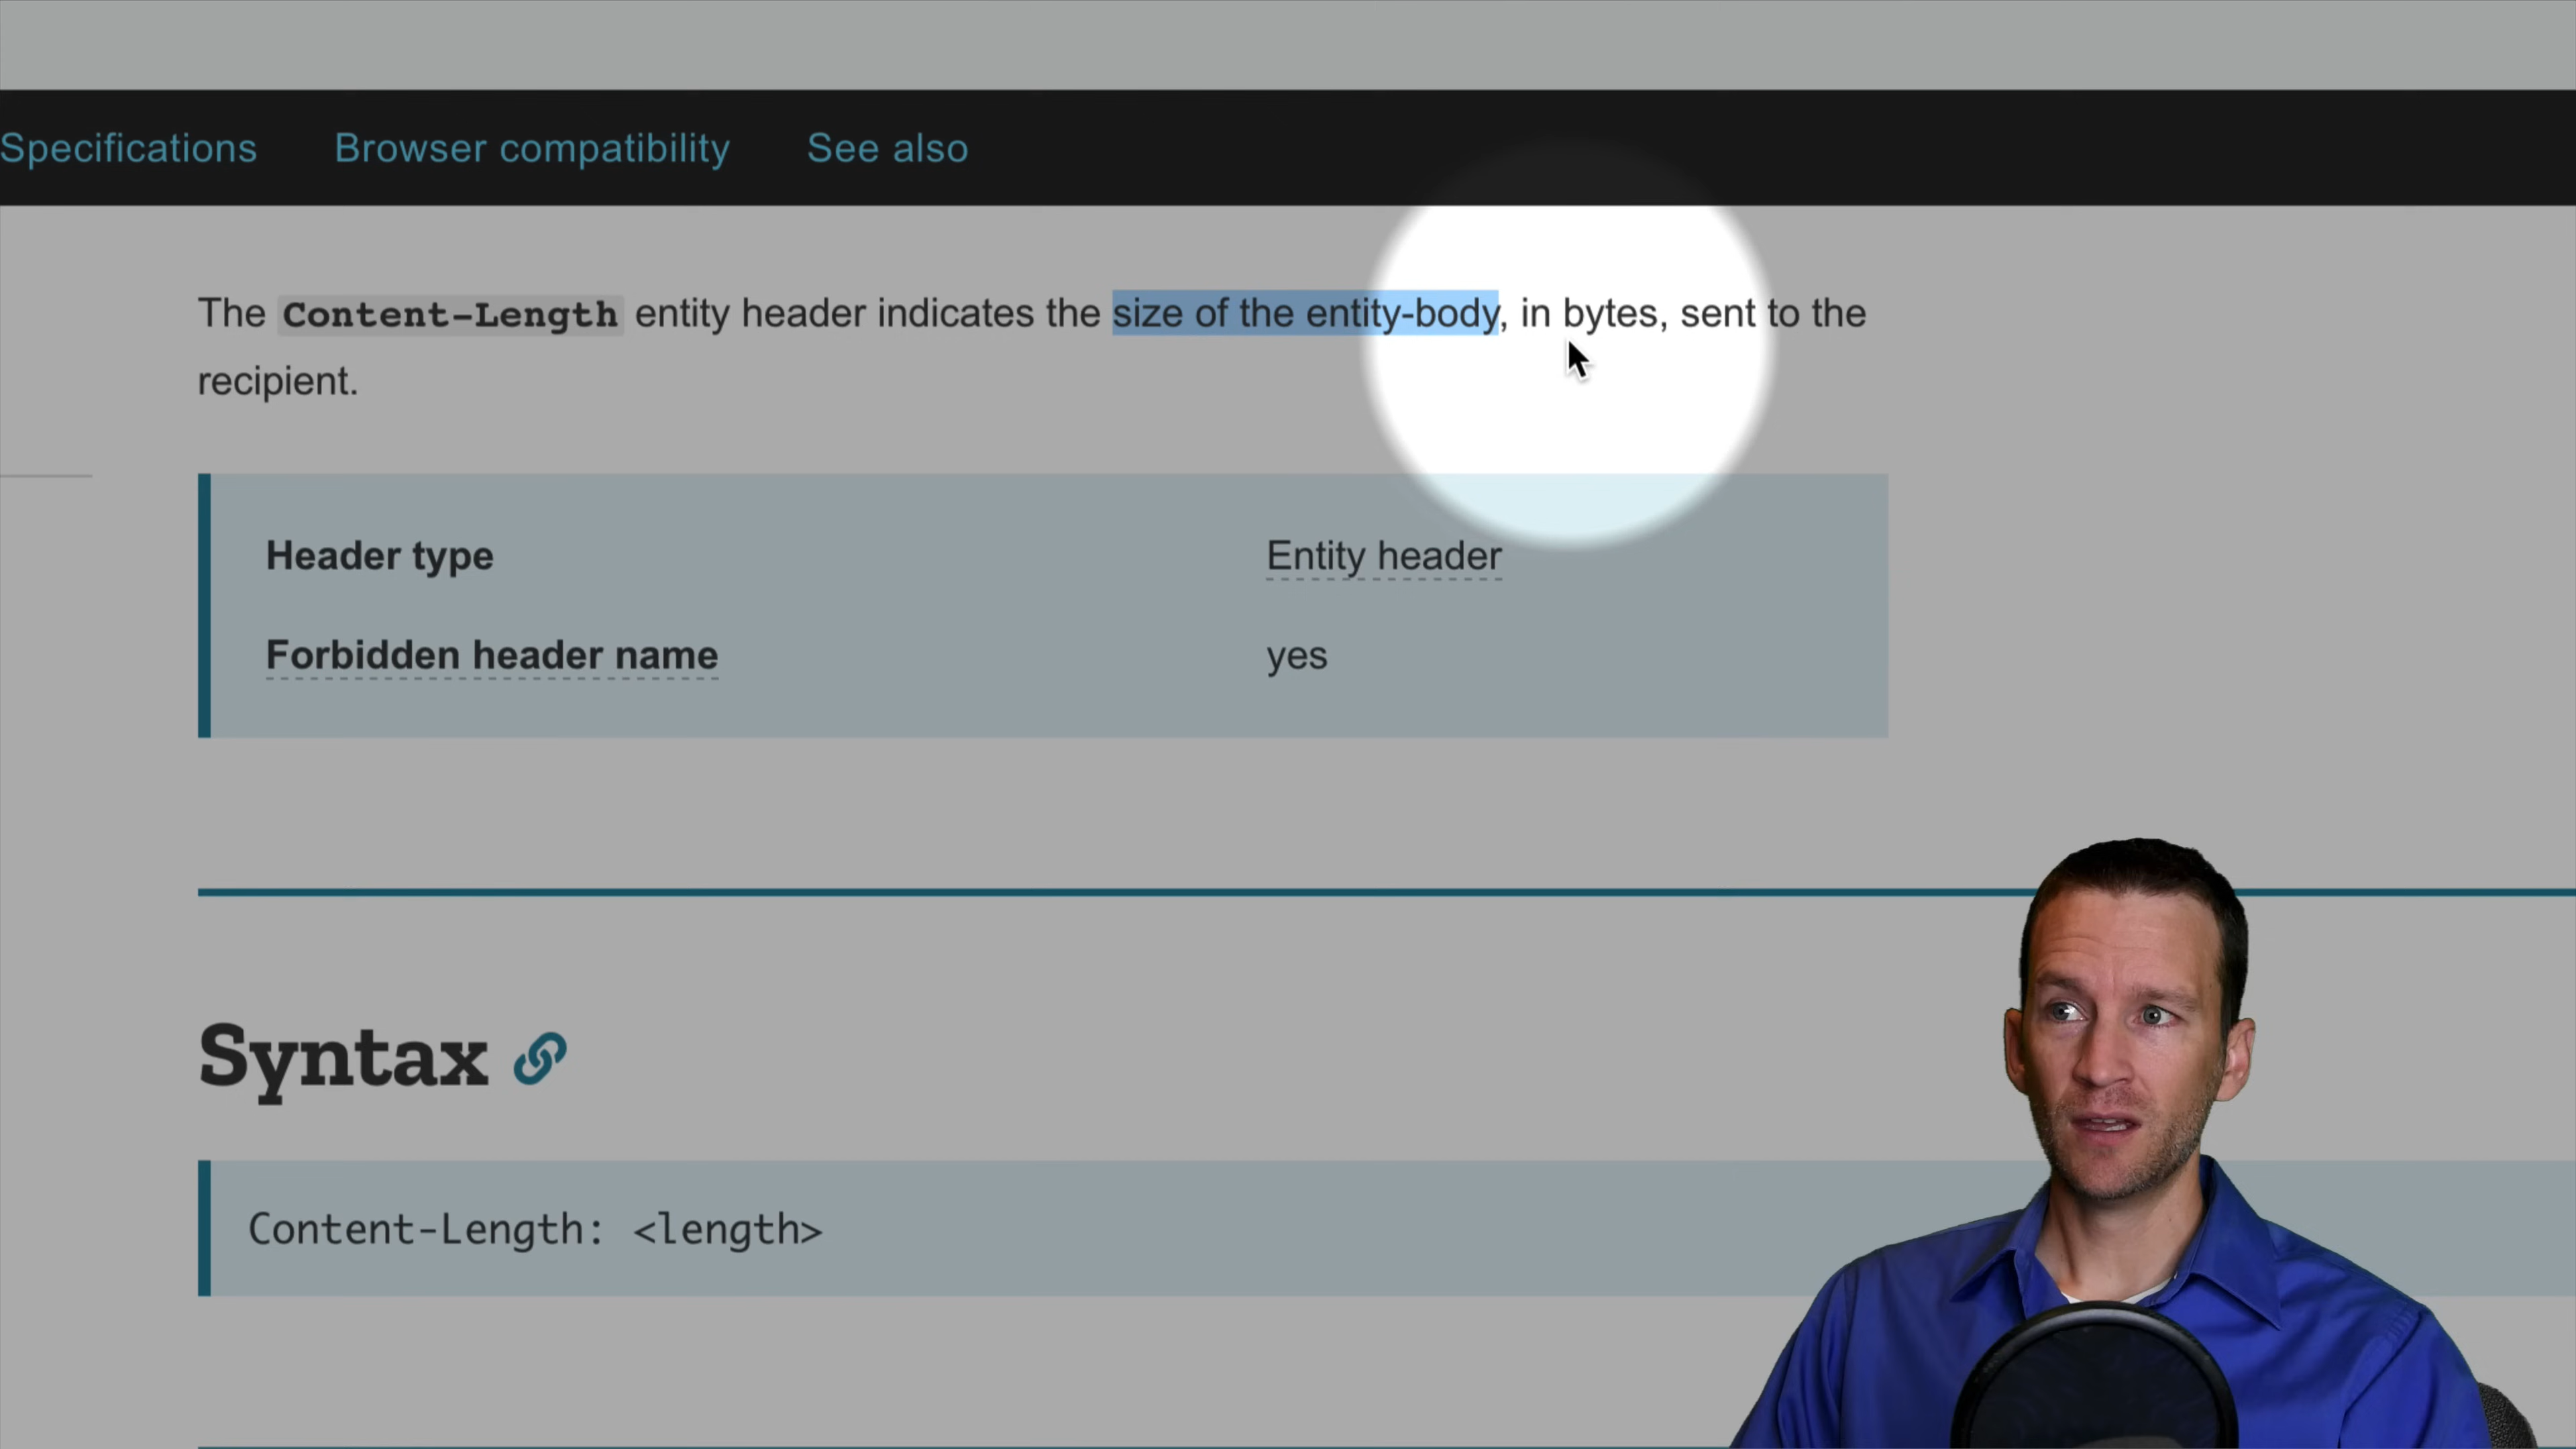 Specifications Browser compatibility See also
The Content-Length entity header indicates the size of the entity-body, in bytes, sent to the
recipient.
Header type Entity header
Forbidden header name yes
Syntax
Content-Length: <length>